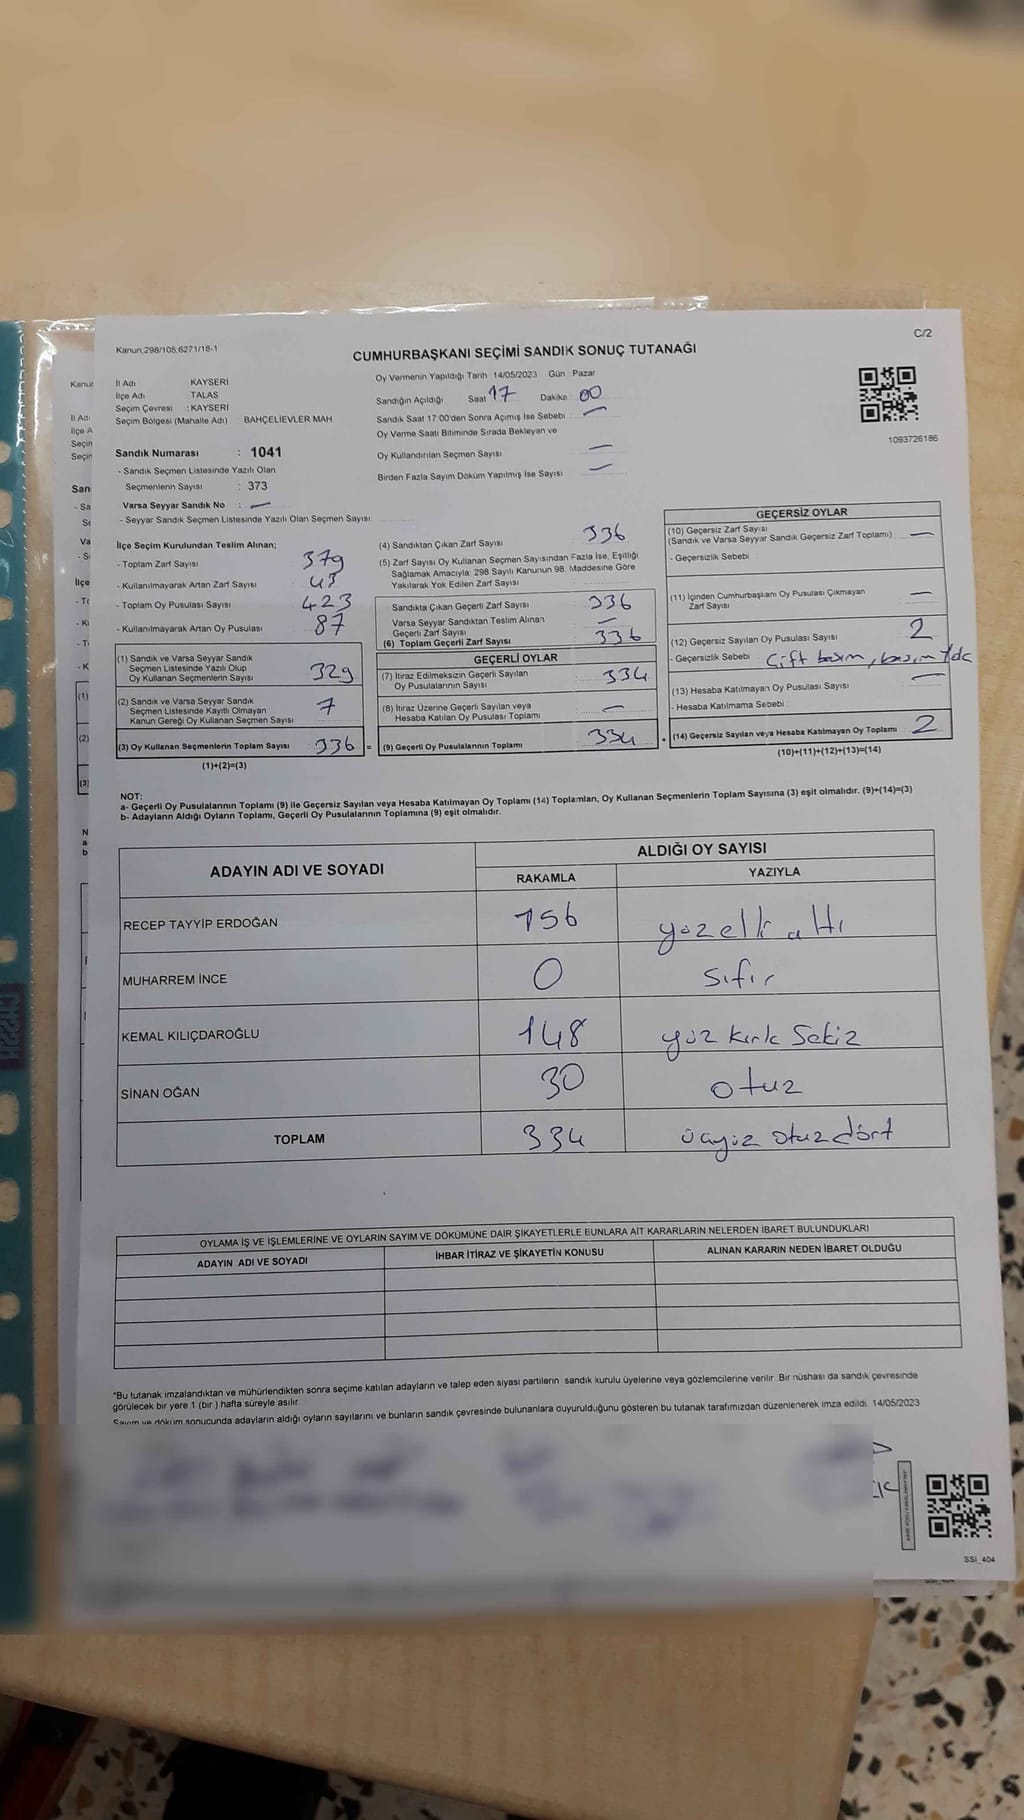 C/2
Kanun,298/105;6271/18-1
CUMHURBAŞKANI SEÇİMİ SANDIK SONUÇ TUTANAĞI
1093726186
İl Adı KAYSERİ
İlçe Adı TALAS
Seçim Çevresi : KAYSERİ
Seçim Bölgesi (Mahalle Adı) BAHÇELİEVLER MAH.
Sandık Numarası : 1041
- Sandık Seçmen Listesinde Yazılı Olan
Seçmenlerin Sayısı : 373
Varsa Seyyar Sandık No : —
- Seyyar Sandık Seçmen Listesinde Yazılı Olan Seçmen Sayısı:
Oy Vermenin Yapıldığı Tarih : 14/05/2023 Gün : Pazar
Sandığın Açıldığı Saat 17 Dakika 00
Sandık Saat 17:00'den Sonra Açımış İse Sebebi : —
Oy Verme Saati Bitiminde Sırada Bekleyen ve
Oy Kullandırılan Seçmen Sayısı —
Birden Fazla Sayım Döküm Yapılmış İse Sayısı —
İlçe Seçim Kurulundan Teslim Alınan;
- Toplam Zarf Sayısı 379
- Kullanılmayarak Artan Zarf Sayısı 43
- Toplam Oy Pusulası Sayısı 423
- Kullanılmayarak Artan Oy Pusulası 87
(1) Sandık ve Varsa Seyyar Sandık
Seçmen Listesinde Yazılı Olup
Oy Kullanan Seçmenlerin Sayısı 329
(2) Sandık ve Varsa Seyyar Sandık
Seçmen Listesinde Kayıtlı Olmayan
Kanun Gereği Oy Kullanan Seçmen Sayısı 7
(3) Oy Kullanan Seçmenlerin Toplam Sayısı 336 =
(1)+(2)=(3)
(4) Sandıktan Çıkan Zarf Sayısı 336
(5) Zarf Sayısı Oy Kullanan Seçmen Sayısından Fazla İse, Eşitliği
Sağlamak Amacıyla; 298 Sayılı Kanunun 98. Maddesine Göre
Yakılarak Yok Edilen Zarf Sayısı
Sandıkta Çıkan Geçerli Zarf Sayısı 336
Varsa Seyyar Sandıktan Teslim Alınan
Geçerli Zarf Sayısı —
(6) Toplam Geçerli Zarf Sayısı 336
GEÇERLİ OYLAR
(7) İtiraz Edilmeksizin Geçerli Sayılan
Oy Pusulalarının Sayısı 334
(8) İtiraz Üzerine Geçerli Sayılan veya
Hesaba Katılan Oy Pusulası Toplamı —
(9) Geçerli Oy Pusulalarının Toplamı 334 +
GEÇERSİZ OYLAR
(10) Geçersiz Zarf Sayısı
(Sandık ve Varsa Seyyar Sandık Geçersiz Zarf Toplamı) —
- Geçersizlik Sebebi
(11) İçinden Cumhurbaşkanı Oy Pusulası Çıkmayan
Zarf Sayısı —
(12) Geçersiz Sayılan Oy Pusulası Sayısı 2
- Geçersizlik Sebebi Çift basım, basım
(13) Hesaba Katılmayan Oy Pusulası Sayısı —
- Hesaba Katılmama Sebebi :
(14) Geçersiz Sayılan veya Hesaba Katılmayan Oy Toplamı 2
(10)+(11)+(12)+(13)=(14)
NOT:
a- Geçerli Oy Pusulalarının Toplamı (9) ile Geçersiz Sayılan veya Hesaba Katılmayan Oy Toplamı (14) Toplamları, Oy Kullanan Seçmenlerin Toplam Sayısına (3) eşit olmalıdır. (9)+(14)=(3)
b- Adayların Aldığı Oyların Toplamı, Geçerli Oy Pusulalarının Toplamına (9) eşit olmalıdır.
ADAYIN ADI VE SOYADI ALDIĞI OY SAYISI
RAKAMLA YAZIYLA
RECEP TAYYİP ERDOĞAN 156 yüzelli altı
MUHARREM İNCE 0 sıfır
KEMAL KILIÇDAROĞLU 148 yüz kırk sekiz
SİNAN OĞAN 30 otuz
TOPLAM 334 üçyüz otuzdört
OYLAMA İŞ VE İŞLEMLERİNE VE OYLARIN SAYIM VE DÖKÜMÜNE DAİR ŞİKAYETLERLE BUNLARA AİT KARARLARIN NELERDEN İBARET BULUNDUKLARI
ADAYIN ADI VE SOYADI İHBAR İTİRAZ VE ŞİKAYETİN KONUSU ALINAN KARARIN NEDEN İBARET OLDUĞU
*Bu tutanak imzalandıktan ve mühürlendikten sonra seçime katılan adayların ve talep eden siyasi partilerin sandık kurulu üyelerine veya gözlemcilerine verilir. Bir nüshası da sandık çevresinde
görülecek bir yere 1 (bir ) hafta süreyle asılır.
Sayım ve döküm sonucunda adayların aldığı oyların sayılarını ve bunların sandık çevresinde bulunanlara duyurulduğunu gösteren bu tutanak tarafımızdan düzenlenerek imza edildi. 14/05/2023
SSI_404